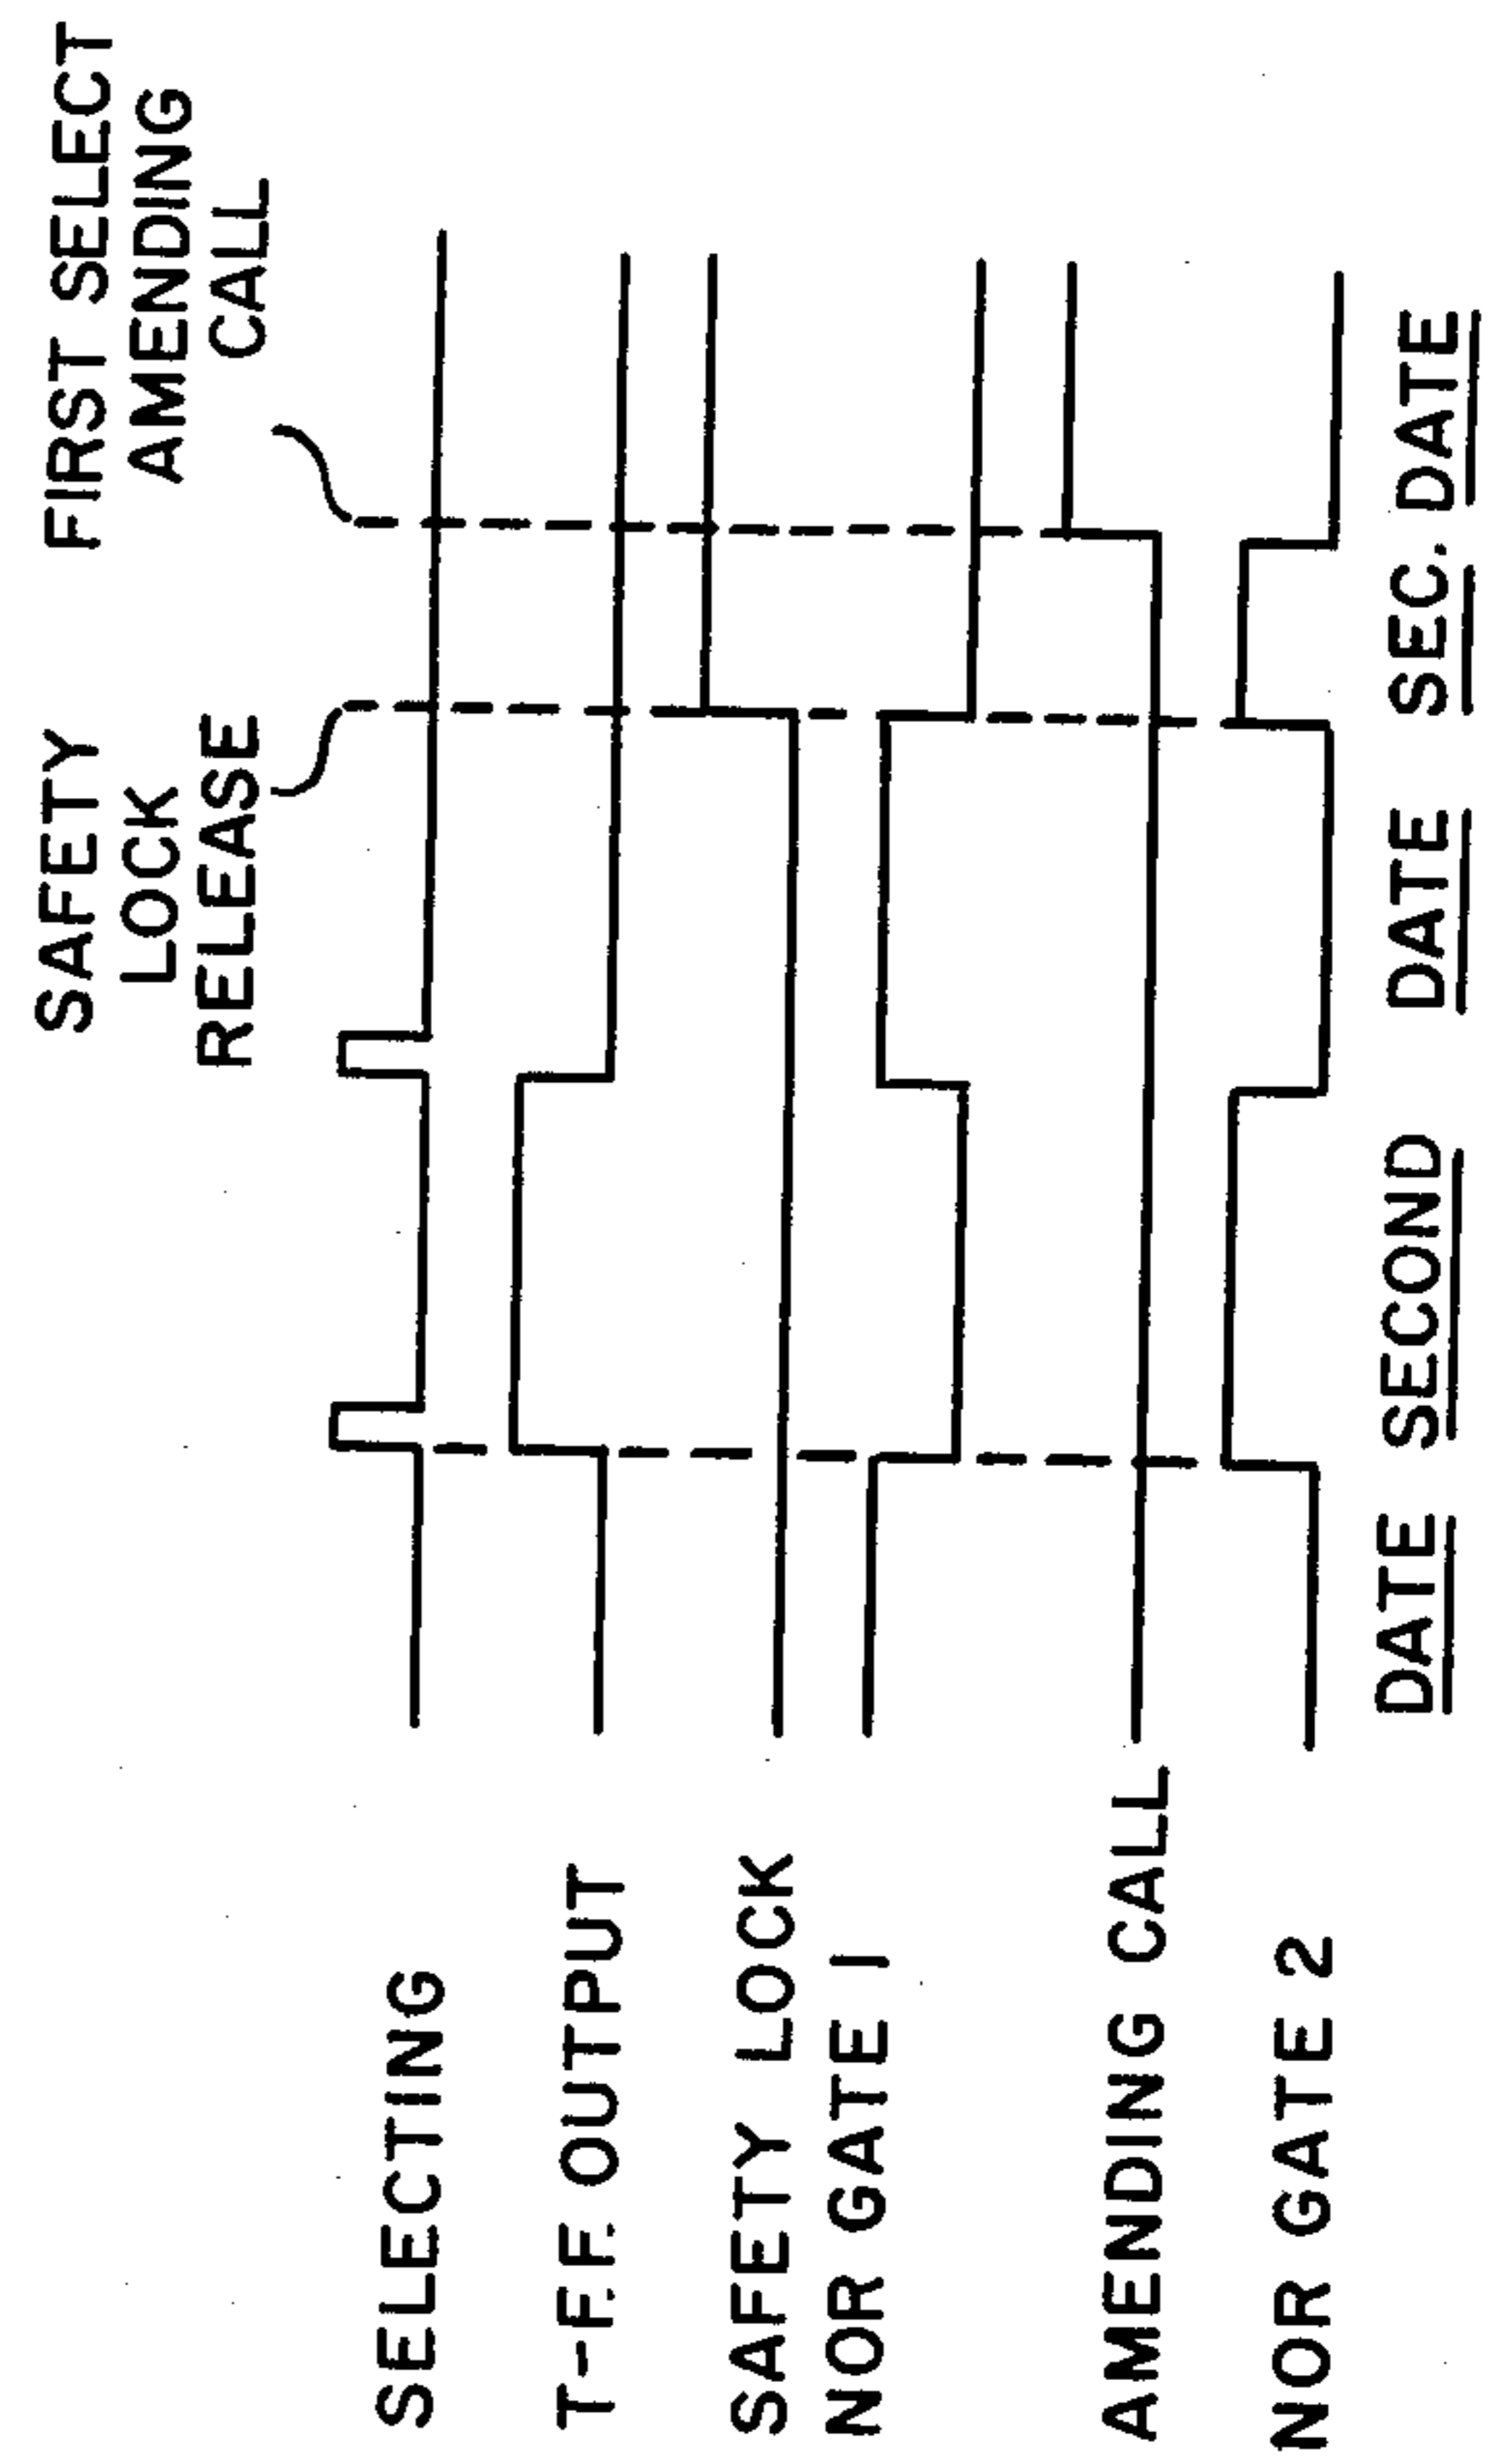 SAFETY
LOCK
RELEASE
FIRST SELECT
AMENDING
CALL
SELECTING
T-F.F. OUTPUT
SAFETY LOCK
NOR GATE 1
AMENDING CALL
NOR GATE 2
DATE SECOND DATE SEC. DATE